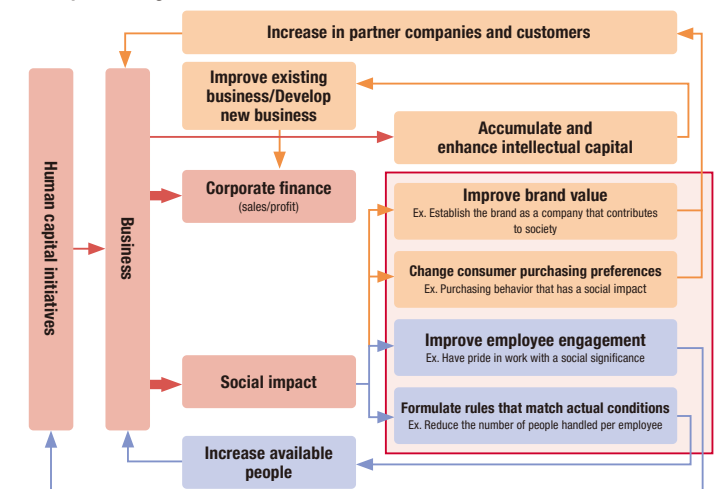 Increase in partner companies and customers
Improve existing
business/Develop
new business
Accumulate and
enhance intellectual capital
Human capital initiatives
Business
Corporate finance
(sales/profit)
Improve brand value
Ex. Establish the brand as a company that contributes
to society
Change consumer purchasing preferences
Ex. Purchasing behavior that has a social impact
Improve employee engagement
Ex. Have pride in work with a social significance
Social impact
Formulate rules that match actual conditions
Ex. Reduce the number of people handled per employee
Increase available
people